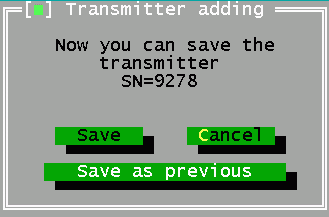 [■] Transmitter adding
Now you can save the
transmitter
SN=9278
Save Cancel
Save as previous